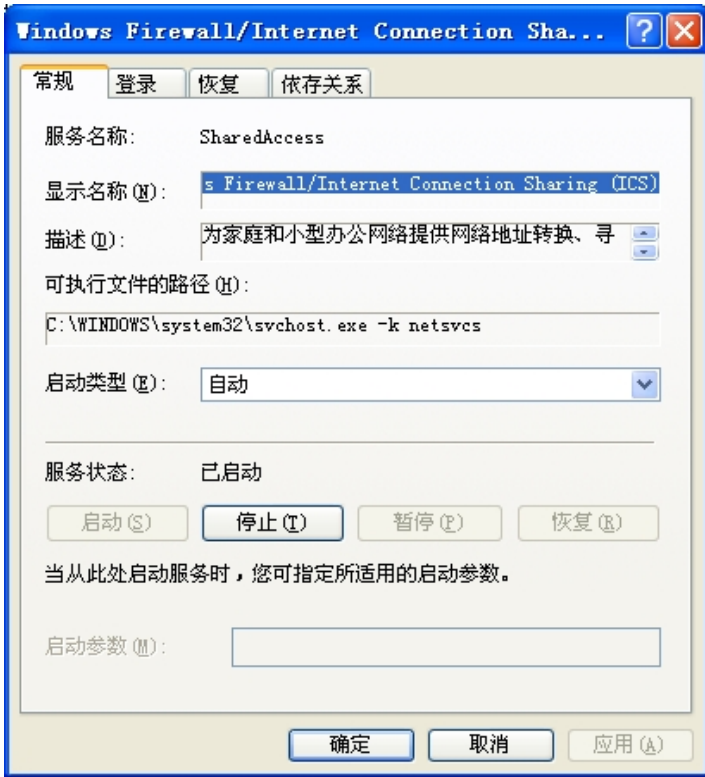 Windows Firewall/Internet Connection Sha...
常规 登录 恢复 依存关系
服务名称: SharedAccess
显示名称(N): s Firewall/Internet Connection Sharing (ICS)
描述(D): 为家庭和小型办公网络提供网络地址转换、寻
可执行文件的路径(H):
C:\WINDOWS\system32\svchost.exe -k netsvcs
启动类型(E): 自动
服务状态: 已启动
启动(S) 停止(T) 暂停(P) 恢复(R)
当从此处启动服务时，您可指定所适用的启动参数。
启动参数(M):
确定 取消 应用(A)